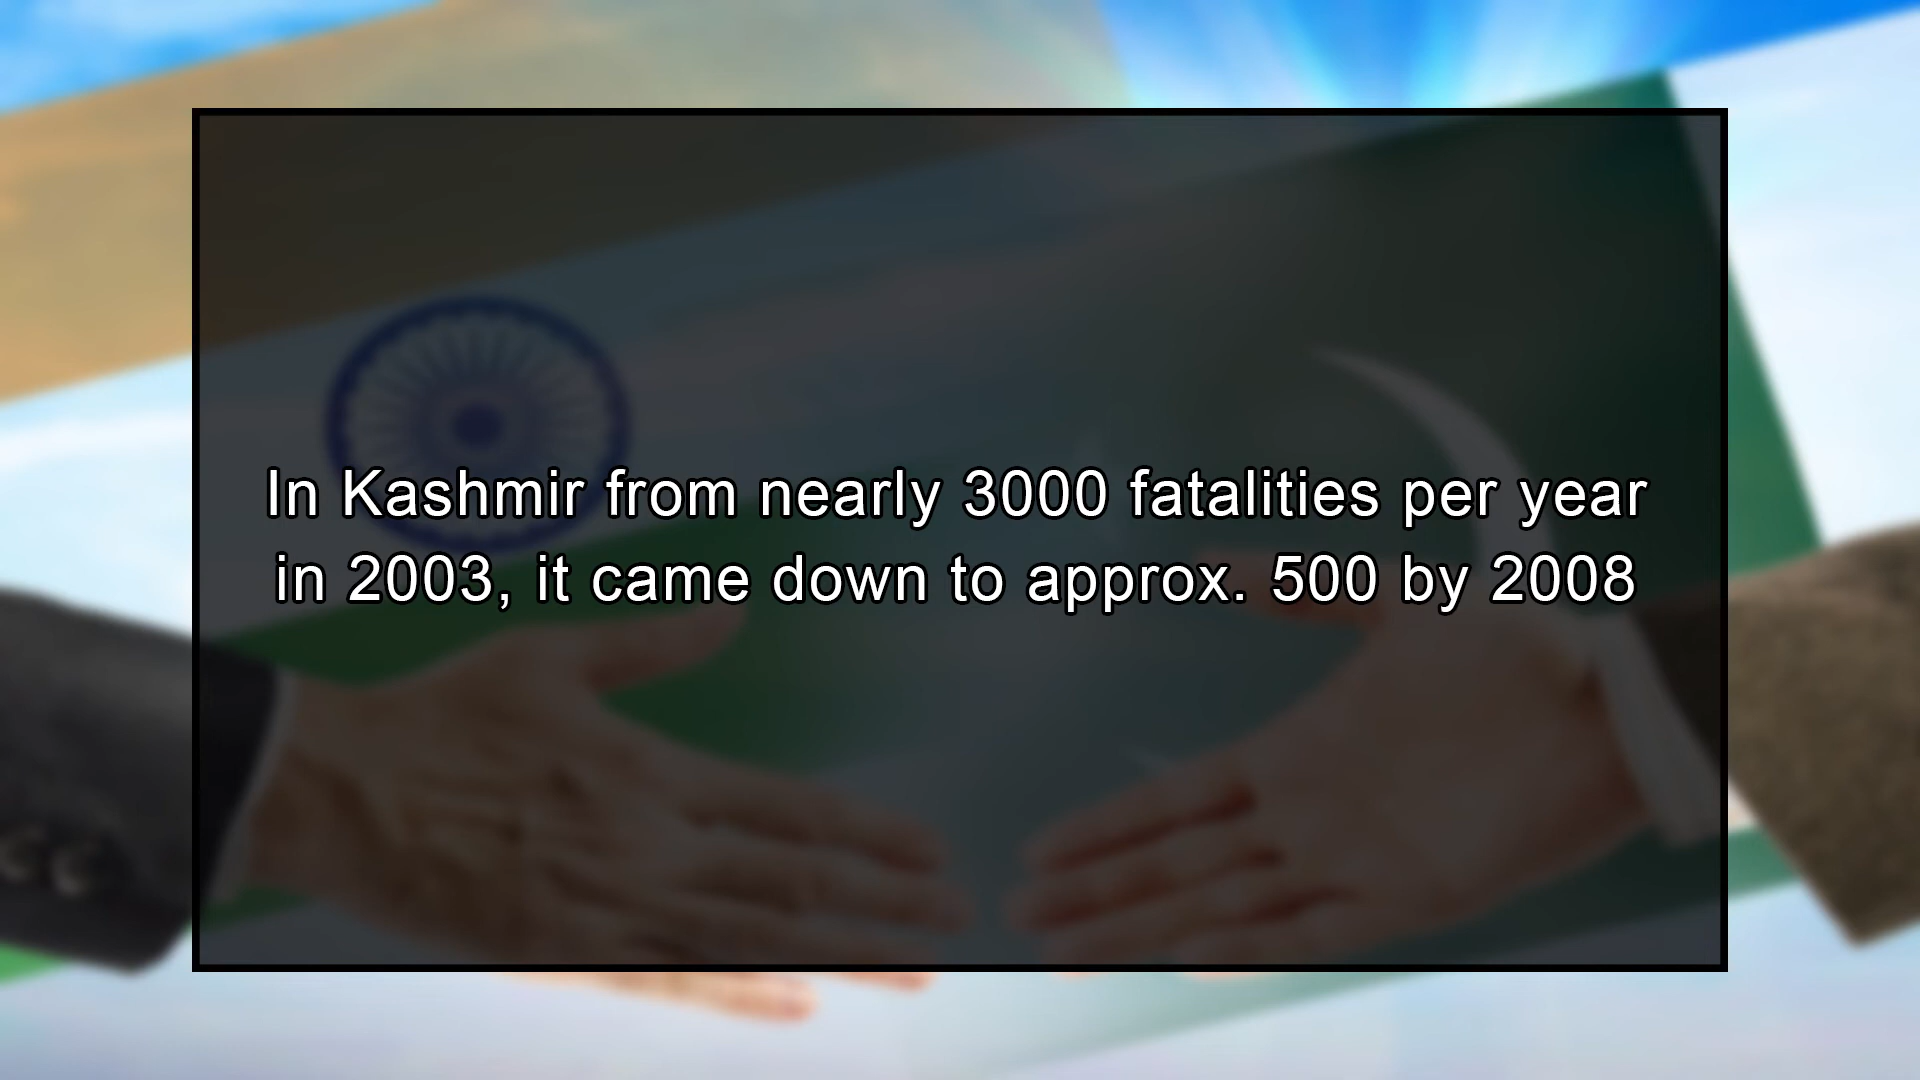 In Kashmir from nearly 3000 fatalities per year
in 2003, it came down to approx. 500 by 2008